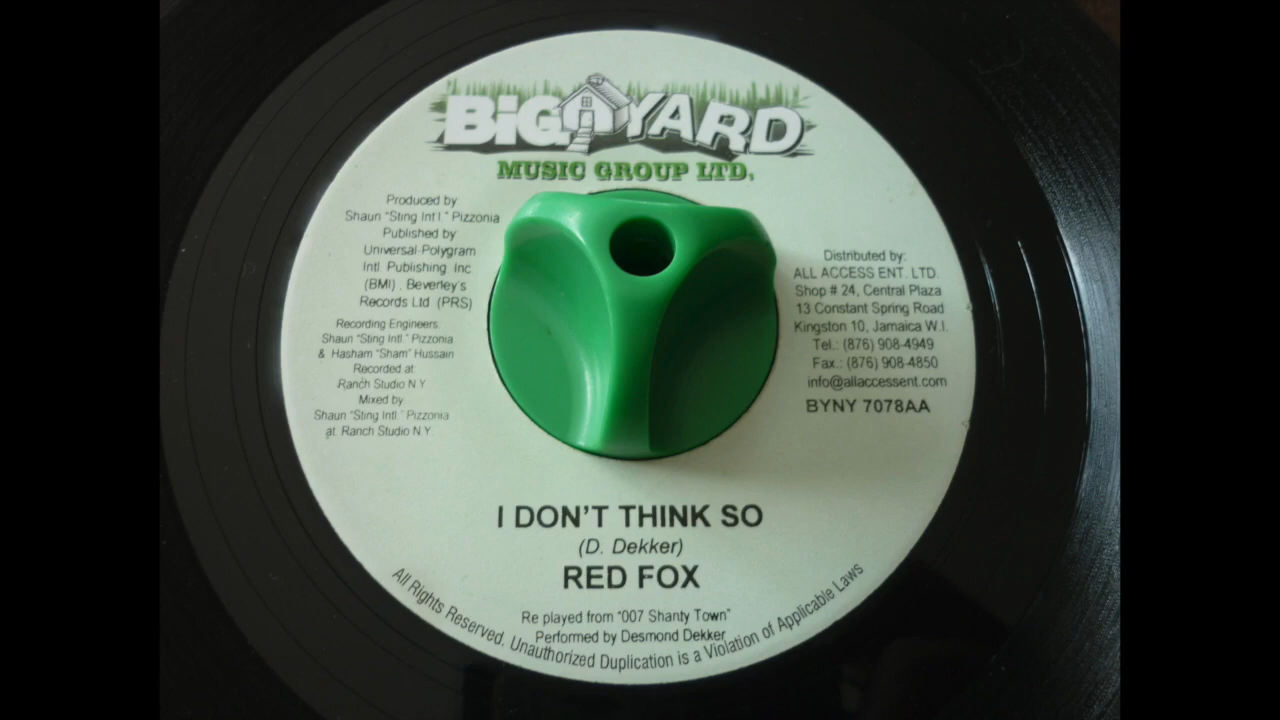 BiG YARD
MUSIC GROUP LTD.
Produced by
Shaun "Sting Int'l." Pizzonia
Published by
Universal-Polygram
Intl. Publishing Inc.
(BMI) . Beverley's
Records Ltd (PRS)
Recording Engineers:
Shaun "Sting Intl." Pizzonia
& Hasham "Sham" Hussain
Recorded at:
Ranch Studio N.Y.
Mixed by:
Shaun "Sting Intl." Pizzonia
at: Ranch Studio N.Y.
Distributed by:
ALL ACCESS ENT. LTD.
Shop # 24, Central Plaza
13 Constant Spring Road
Kingston 10, Jamaica W.I.
Tel.: (876) 908-4949
Fax.: (876) 908-4850
info@allaccessent.com
BYNY 7078AA
I DON'T THINK SO
(D. Dekker)
RED FOX
Re played from "007 Shanty Town"
Performed by Desmond Dekker
All Rights Reserved. Unauthorized Duplication is a Violation of Applicable Laws